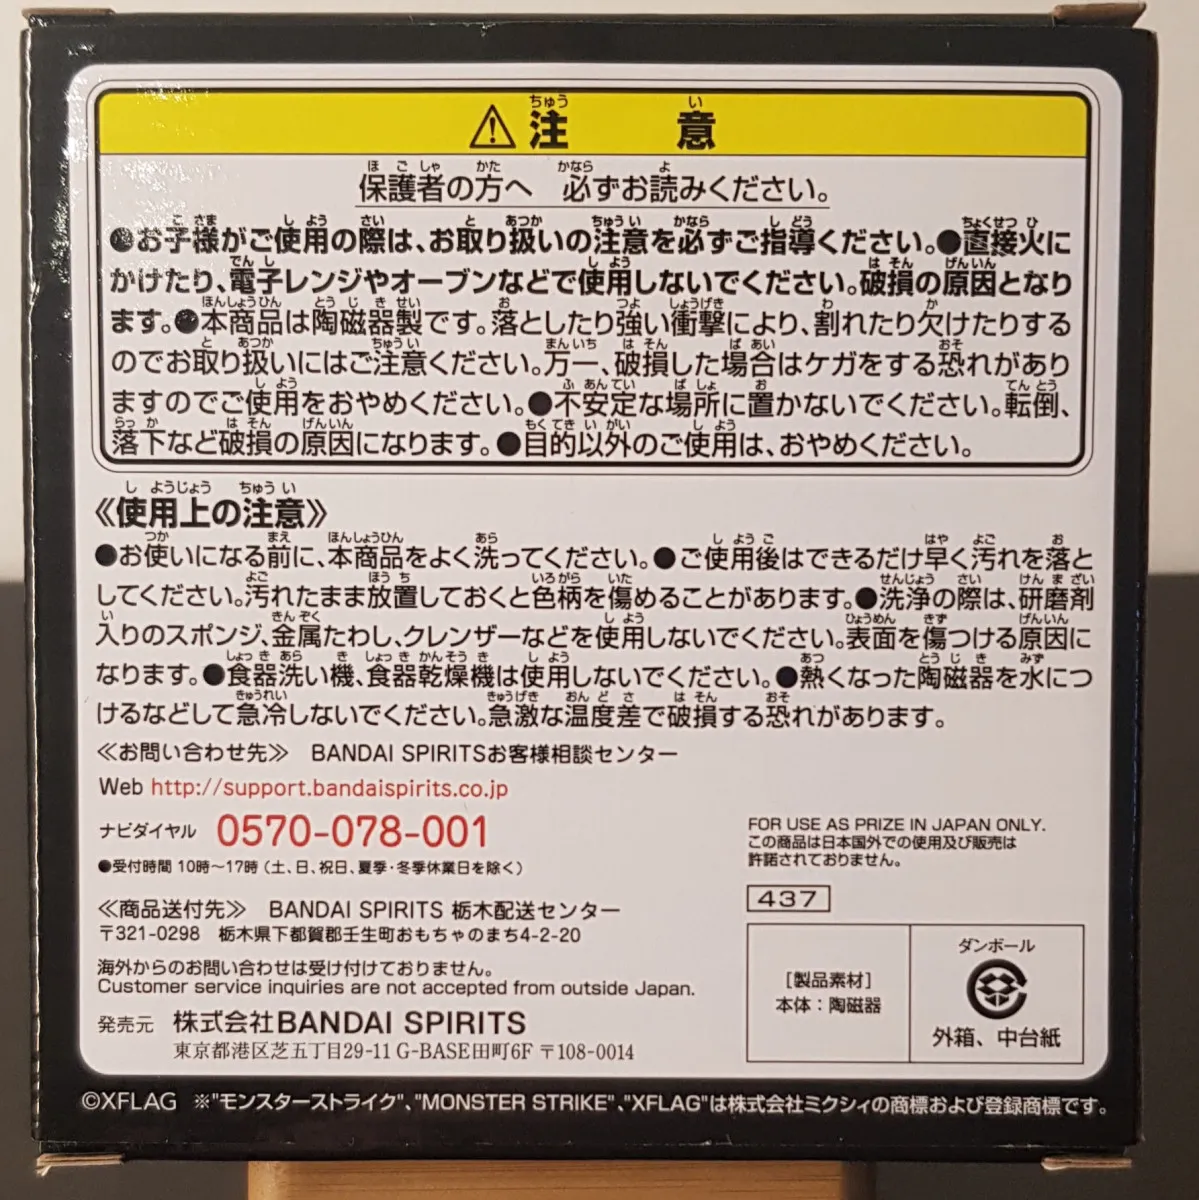 ⚠注意
保護者の方へ 必ずお読みください。
●お子様がご使用の際は、お取り扱いの注意を必ずご指導ください。●直接火に
かけたり、電子レンジやオーブンなどで使用しないでください。破損の原因となり
ます。●本商品は陶磁器製です。落としたり強い衝撃により、割れたり欠けたりする
のでお取り扱いにはご注意ください。万一、破損した場合はケガをする恐れがあり
ますのでご使用をおやめください。●不安定な場所に置かないでください。転倒、
落下など破損の原因になります。●目的以外のご使用は、おやめください。
≪使用上の注意≫
●お使いになる前に、本商品をよく洗ってください。●ご使用後はできるだけ早く汚れを落と
してください。汚れたまま放置しておくと色柄を傷めることがあります。●洗浄の際は、研磨剤
入りのスポンジ、金属たわし、クレンザーなどを使用しないでください。表面を傷つける原因に
なります。●食器洗い機、食器乾燥機は使用しないでください。●熱くなった陶磁器を水につ
けるなどして急冷しないでください。急激な温度差で破損する恐れがあります。
≪お問い合わせ先≫ BANDAI SPIRITSお客様相談センター
Web http://support.bandaispirits.co.jp
ナビダイヤル 0570-078-001
●受付時間 10時～17時(土、日、祝日、夏季・冬季休業日を除く)
≪商品送付先≫ BANDAI SPIRITS 栃木配送センター
〒321-0298 栃木県下都賀郡壬生町おもちゃのまち4-2-20
海外からのお問い合わせは受け付けておりません。
Customer service inquiries are not accepted from outside Japan.
発売元 株式会社BANDAI SPIRITS
東京都港区芝五丁目29-11 G-BASE田町6F 〒108-0014
FOR USE AS PRIZE IN JAPAN ONLY.
この商品は日本国外での使用及び販売は
許諾されておりません。
437
[製品素材]
本体：陶磁器
ダンボール
外箱、中台紙
©XFLAG ※"モンスターストライク"、"MONSTER STRIKE"、"XFLAG"は株式会社ミクシィの商標および登録商標です。